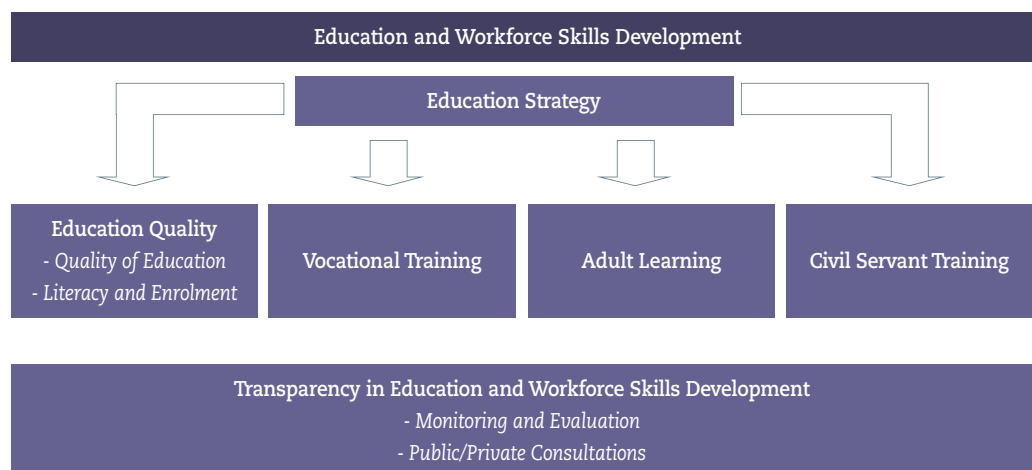 Education and Workforce Skills Development
Education Strategy
Education Quality
- Quality of Education
- Literacy and Enrolment
Vocational Training
Adult Learning
Civil Servant Training
Transparency in Education and Workforce Skills Development
- Monitoring and Evaluation
- Public/Private Consultations